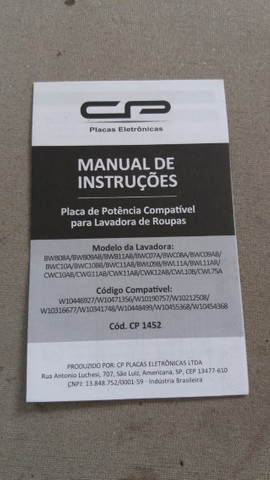 CP
Placas Eletrônicas
MANUAL DE
INSTRUÇÕES
Placa de Potência Compatível
para Lavadora de Roupas
Modelo da Lavadora:
BWB08A/BWB09AB/BWB11AB/BWC07A/BWC08A/BWC09AB/
BWC10A/BWC10BB/BWC11AB/BWL09B/BWL11A/BWL11AR/
CWC10AB/CWG11AB/CWK11AB/CWK12AB/CWL10B/CWL75A
Código Compatível:
W10446927/W10471356/W10190757/W10212508/
W10316677/W10341748/W10448499/W10455368/W10454368
Cód. CP 1452
PRODUZIDO POR: CP PLACAS ELETRÔNICAS LTDA
Rua Antonio Luchesi, 707, São Luiz, Americana, SP, CEP 13477-610
CNPJ: 13.848.752/0001-59 - Indústria Brasileira